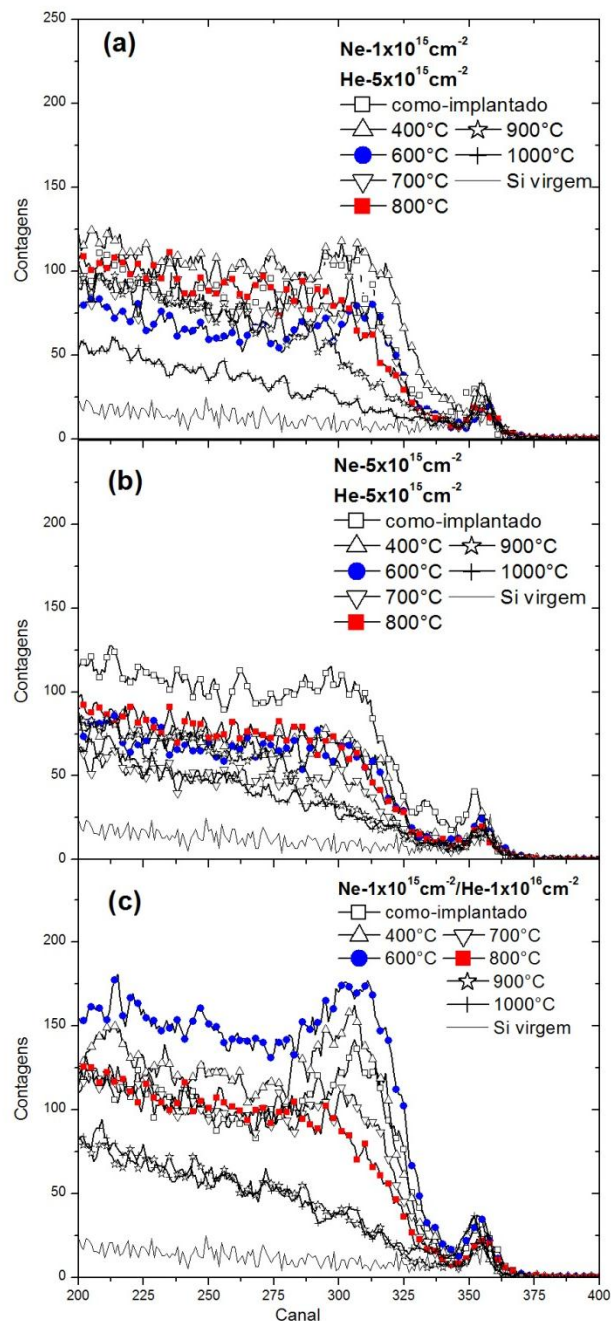 250
(a)
Ne-1x10¹⁵cm⁻²
He-5x10¹⁵cm⁻²
como-implantado
400°C 900°C
600°C 1000°C
700°C Si virgem
800°C
200
150
100
50
0
Contagens
(b)
Ne-5x10¹⁵cm⁻²
He-5x10¹⁵cm⁻²
como-implantado
400°C 900°C
600°C 1000°C
700°C Si virgem
800°C
200
150
100
50
0
Contagens
(c)
Ne-1x10¹⁵cm⁻²/He-1x10¹⁶cm⁻²
como-implantado
400°C 700°C
600°C 800°C
900°C
1000°C
Si virgem
200
150
100
50
0
Contagens
200 225 250 275 300 325 350 375 400
Canal